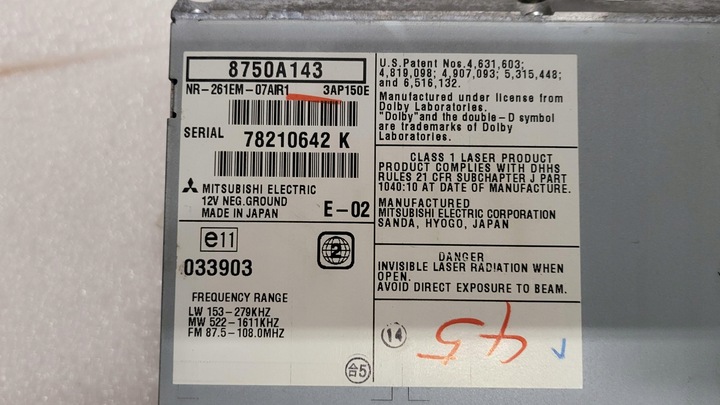 8750A143
NR-261EM-07AIR1 3AP150E
SERIAL 78210642 K
MITSUBISHI ELECTRIC
12V NEG.GROUND
MADE IN JAPAN E-02
e11
2
033903
FREQUENCY RANGE
LW 153-279KHZ
MW 522-1611KHZ
FM 87.5-108.0MHZ
合5
U.S.Patent Nos.4,631,603;
4,819,098; 4,907,093; 5,315,448;
and 6,516,132.
Manufactured under license from
Dolby Laboratories.
"Dolby"and the double-D symbol
are trademarks of Dolby
Laboratories.
CLASS 1 LASER PRODUCT
PRODUCT COMPLIES WITH DHHS
RULES 21 CFR SUBCHAPTER J PART
1040:10 AT DATE OF MANUFACTURE.
MANUFACTURED
MITSUBISHI ELECTRIC CORPORATION
SANDA, HYOGO, JAPAN
DANGER
INVISIBLE LASER RADIATION WHEN
OPEN.
AVOID DIRECT EXPOSURE TO BEAM.
14
45